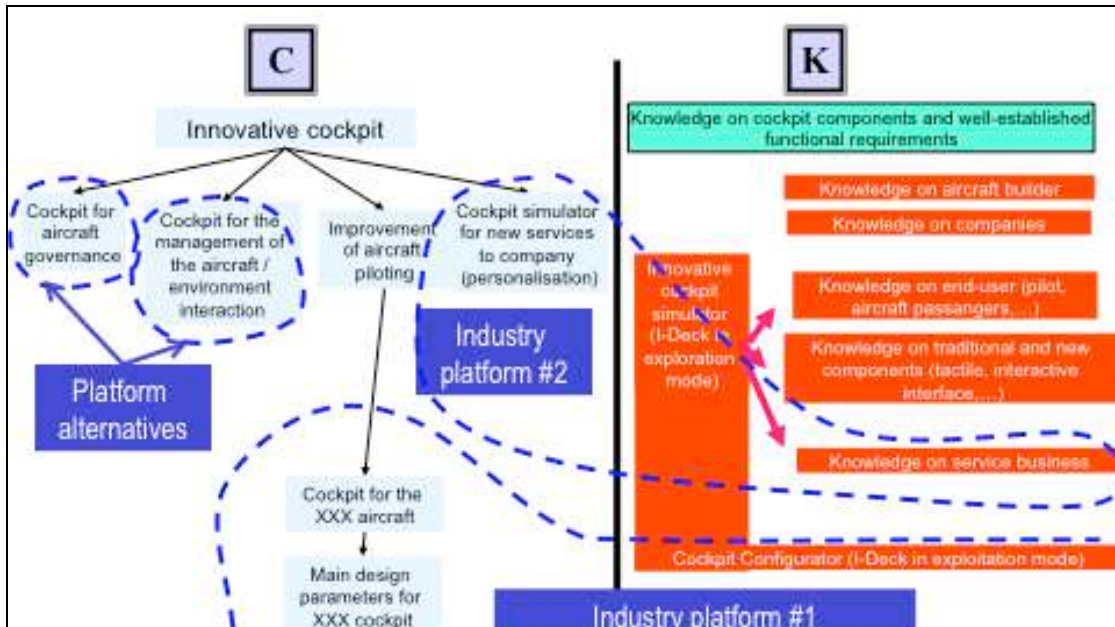 C
K
Innovative cockpit
Knowledge on cockpit components and well-established
functional requirements
Cockpit for
aircraft
governance
Cockpit for the
management of
the aircraft /
environment
interaction
Improvement
of aircraft
piloting
Cockpit simulator
for new services
to company
(personalisation)
Knowledge on aircraft builder
Knowledge on companies
Innovative
cockpit
simulator
(I-Deck in
exploration
mode)
Knowledge on end-user (pilot,
aircraft passangers,...)
Knowledge on traditional and new
components (tactile, interactive
interface,...)
Knowledge on service business
Platform
alternatives
Industry
platform #2
Cockpit for the
XXX aircraft
Cockpit Configurator (I-Deck in exploitation mode)
Main design
parameters for
XXX cockpit
Industry platform #1